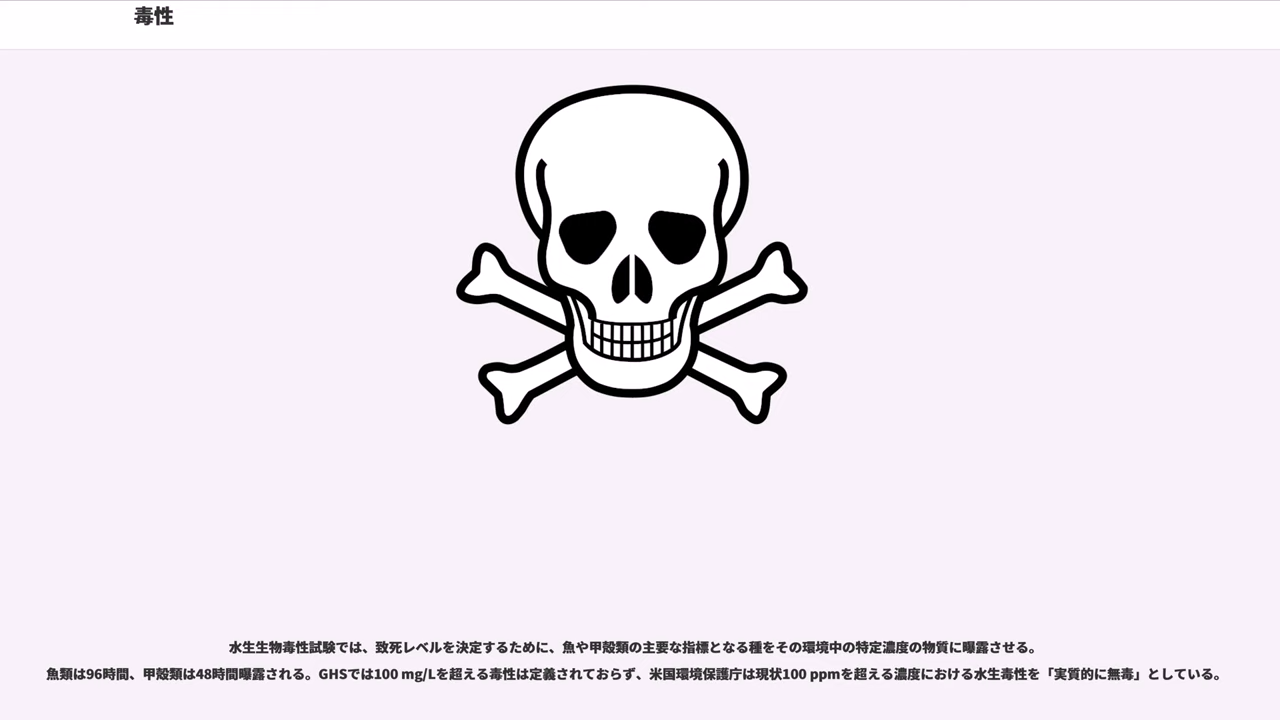 毒性
水生生物毒性試験では、致死レベルを決定するために、魚や甲殻類の主要な指標となる種をその環境中の特定濃度の物質に曝露させる。
魚類は96時間、甲殻類は48時間曝露される。GHSでは100 mg/Lを超える毒性は定義されておらず、米国環境保護庁は現状100 ppmを超える濃度における水生毒性を「実質的に無毒」としている。